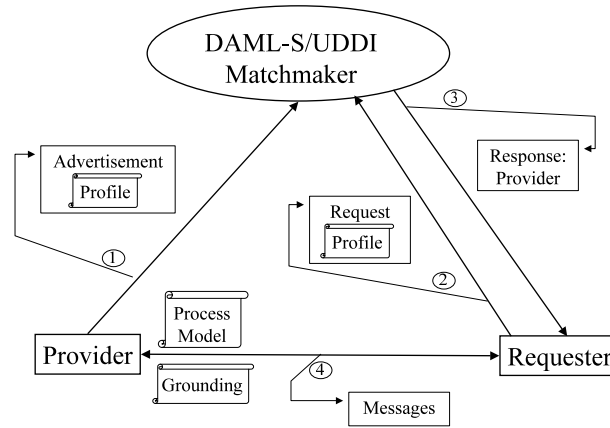 DAML-S/UDDI
Matchmaker
3
Advertisement
Profile
Response:
Provider
Request
Profile
1
2
Process
Model
Provider
Requester
Grounding
4
Messages